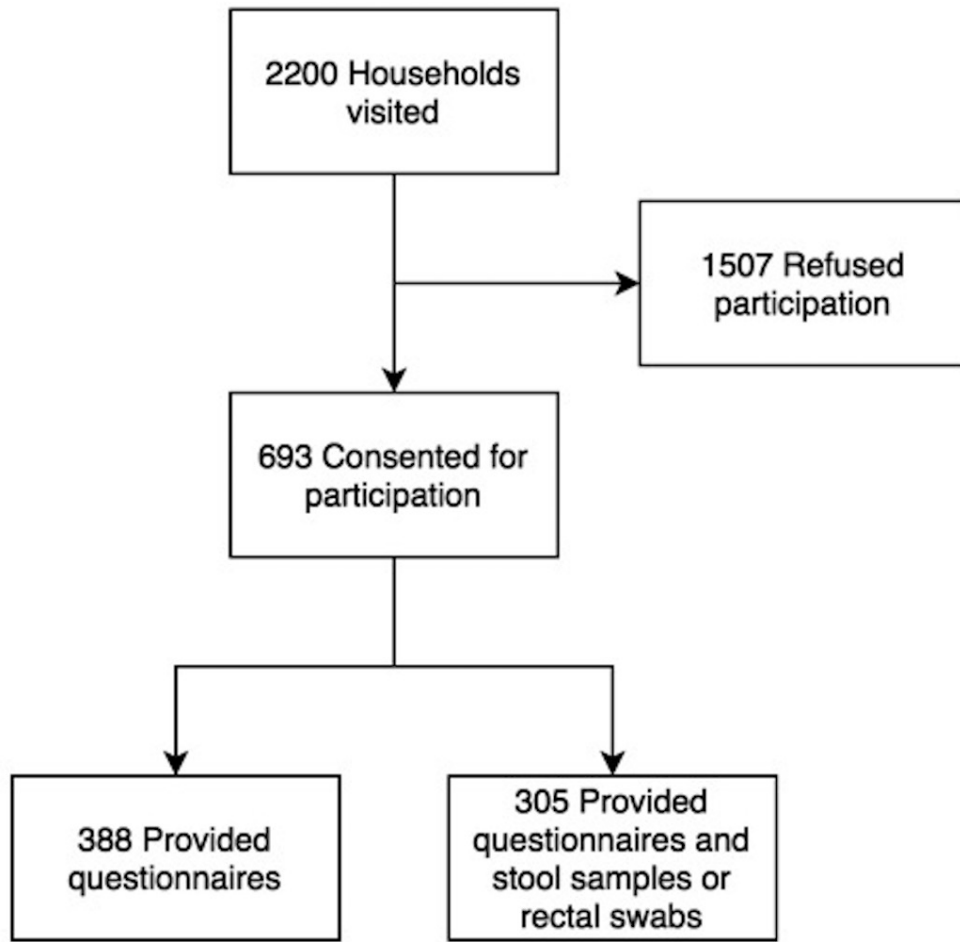 2200 Households
visited
1507 Refused
participation
693 Consented for
participation
388 Provided
questionnaires
305 Provided
questionnaires and
stool samples or
rectal swabs